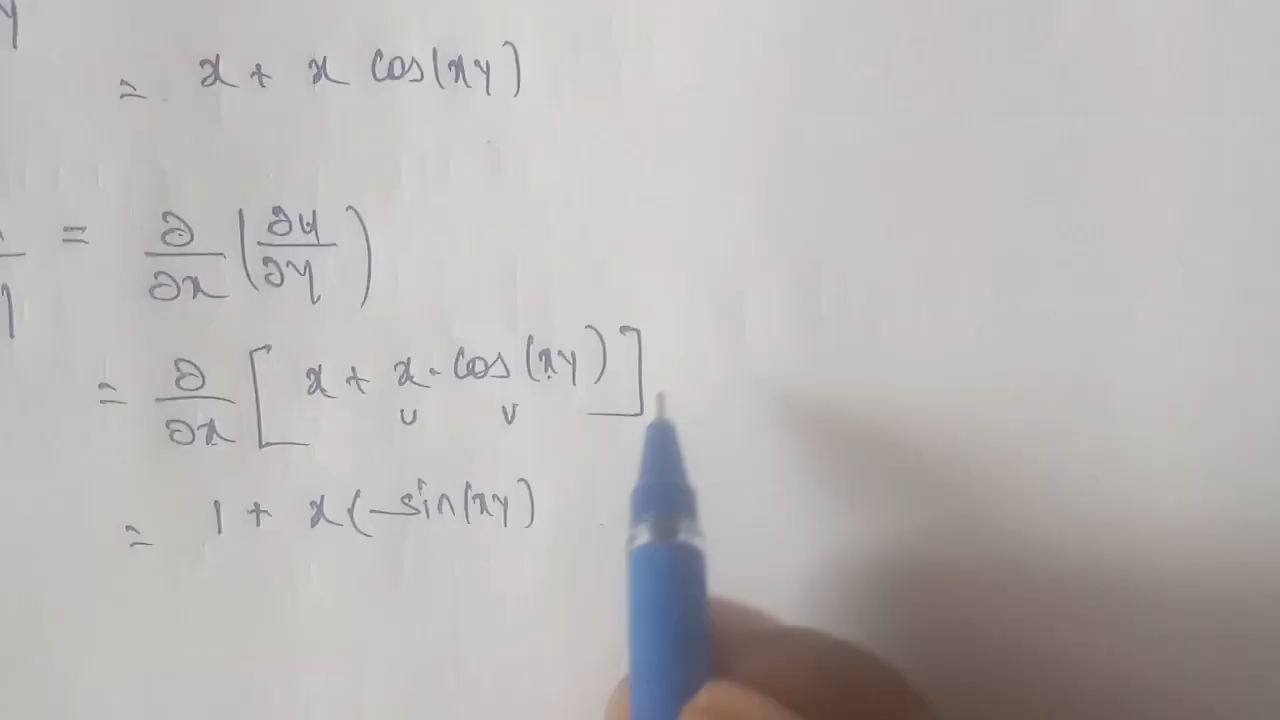 y
= x + x cos(xy)
= ∂/∂x (∂u/∂y)
= ∂/∂x [ x + x · cos(xy) ]
u v
= 1 + x(-sin(xy)